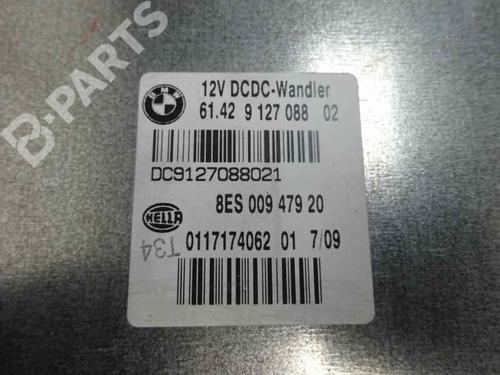 B-PARTS
BMW
12V DCDC-Wandler
61.42 9 127 088 02
DC9127088021
HELLA
8ES 009 479 20
T34
0117174062 01 7/09
B-PARTS